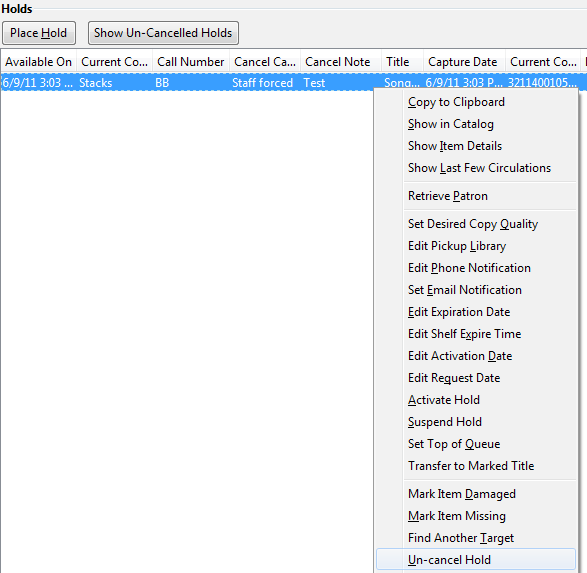 Holds
Place Hold Show Un-Cancelled Holds
Available On Current Co... Call Number Cancel Ca... Cancel Note Title Capture Date Current Co...
6/9/11 3:03 ... Stacks BB Staff forced Test Song... 6/9/11 3:03 P... 3211400105...
Copy to Clipboard
Show in Catalog
Show Item Details
Show Last Few Circulations
Retrieve Patron
Set Desired Copy Quality
Edit Pickup Library
Edit Phone Notification
Set Email Notification
Edit Expiration Date
Edit Shelf Expire Time
Edit Activation Date
Edit Request Date
Activate Hold
Suspend Hold
Set Top of Queue
Transfer to Marked Title
Mark Item Damaged
Mark Item Missing
Find Another Target
Un-cancel Hold